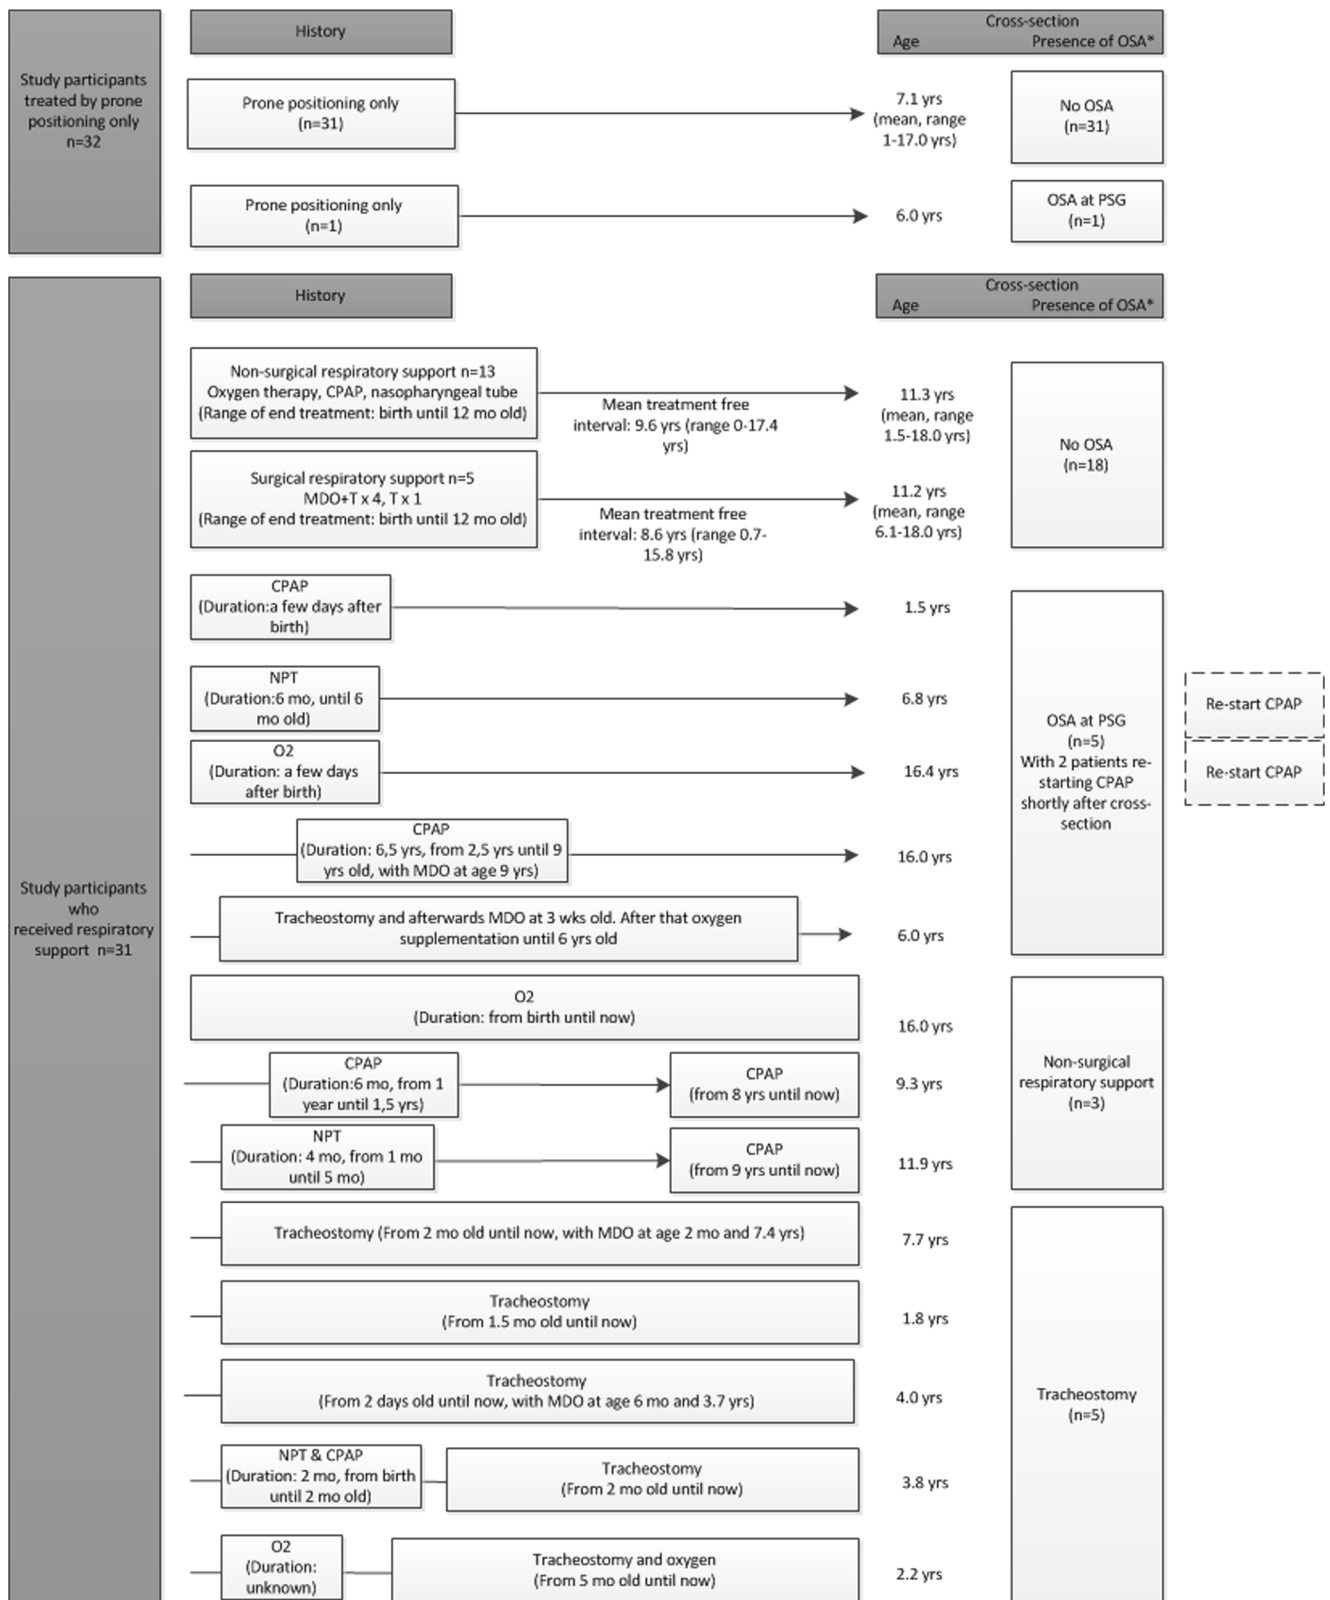 Study participants
treated by prone
positioning only
n=32
History
Cross-section
Age Presence of OSA*
Prone positioning only
(n=31)
7.1 yrs
(mean, range
1-17.0 yrs)
No OSA
(n=31)
Prone positioning only
(n=1)
6.0 yrs
OSA at PSG
(n=1)
Study participants
who
received respiratory
support n=31
History
Cross-section
Age Presence of OSA*
Non-surgical respiratory support n=13
Oxygen therapy, CPAP, nasopharyngeal tube
(Range of end treatment: birth until 12 mo old)
Mean treatment free
interval: 9.6 yrs (range 0-17.4
yrs)
11.3 yrs
(mean, range
1.5-18.0 yrs)
Surgical respiratory support n=5
MDO+T x 4, T x 1
(Range of end treatment: birth until 12 mo old)
Mean treatment free
interval: 8.6 yrs (range 0.7-
15.8 yrs)
11.2 yrs
(mean, range
6.1-18.0 yrs)
No OSA
(n=18)
CPAP
(Duration:a few days after
birth)
1.5 yrs
NPT
(Duration:6 mo, until 6
mo old)
6.8 yrs
O2
(Duration: a few days
after birth)
16.4 yrs
CPAP
(Duration: 6,5 yrs, from 2,5 yrs until 9
yrs old, with MDO at age 9 yrs)
16.0 yrs
Tracheostomy and afterwards MDO at 3 wks old. After that oxygen
supplementation until 6 yrs old
6.0 yrs
OSA at PSG
(n=5)
With 2 patients re-
starting CPAP
shortly after cross-
section
Re-start CPAP
Re-start CPAP
O2
(Duration: from birth until now)
16.0 yrs
CPAP
(Duration:6 mo, from 1
year until 1,5 yrs)
CPAP
(from 8 yrs until now)
9.3 yrs
NPT
(Duration: 4 mo, from 1 mo
until 5 mo)
CPAP
(from 9 yrs until now)
11.9 yrs
Non-surgical
respiratory support
(n=3)
Tracheostomy (From 2 mo old until now, with MDO at age 2 mo and 7.4 yrs)
7.7 yrs
Tracheostomy
(From 1.5 mo old until now)
1.8 yrs
Tracheostomy
(From 2 days old until now, with MDO at age 6 mo and 3.7 yrs)
4.0 yrs
NPT & CPAP
(Duration: 2 mo, from birth
until 2 mo old)
Tracheostomy
(From 2 mo old until now)
3.8 yrs
O2
(Duration:
unknown)
Tracheostomy and oxygen
(From 5 mo old until now)
2.2 yrs
Tracheostomy
(n=5)